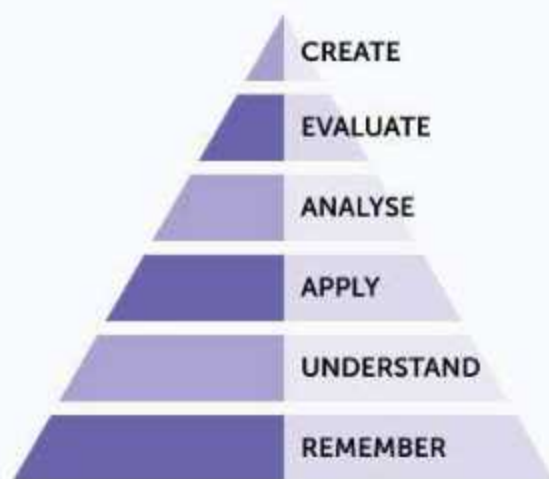 CREATE
EVALUATE
ANALYSE
APPLY
UNDERSTAND
REMEMBER